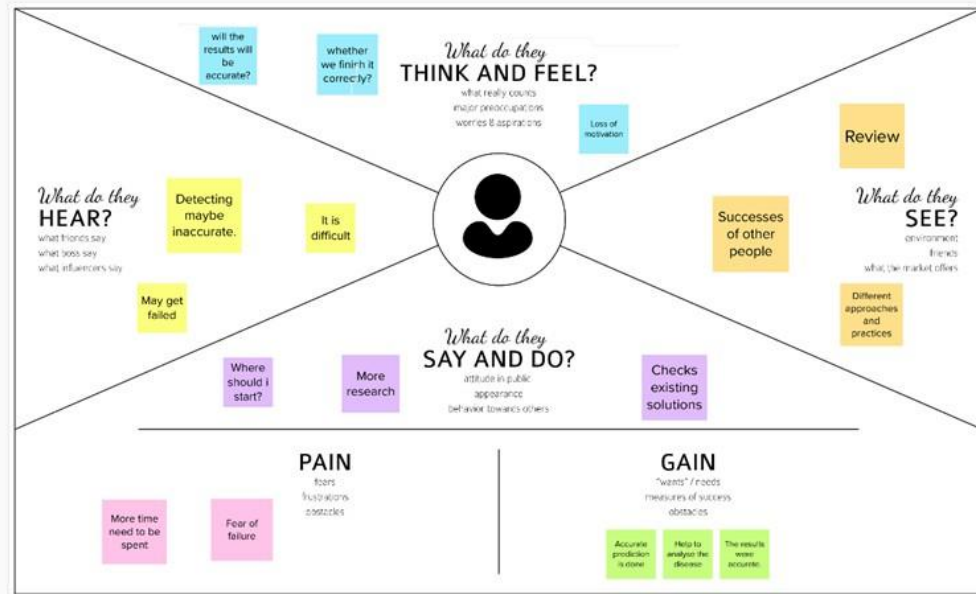 will the
results will
be
accurate?
whether
we finish it
correctly?
What do they
THINK AND FEEL?
what really counts
major preoccupations
worries & aspirations
Loss of
motivation
What do they
HEAR?
what friends say
what boss say
what influencers say
Detecting
maybe
inaccurate.
It is
difficult
May get
failed
Review
Successes
of other
people
What do they
SEE?
environment
friends
what the market offers
Different
approaches
and
practices
What do they
SAY AND DO?
attitude in public
appearance
behavior towards others
Where
should i
start?
More
research
Checks
existing
solutions
PAIN
fears
frustrations
obstacles
More time
need to be
spent
Fear of
failure
GAIN
"wants" / needs
measures of success
obstacles
Accurate
prediction
is done
Help to
analyse the
disease
The results
were
accurate.